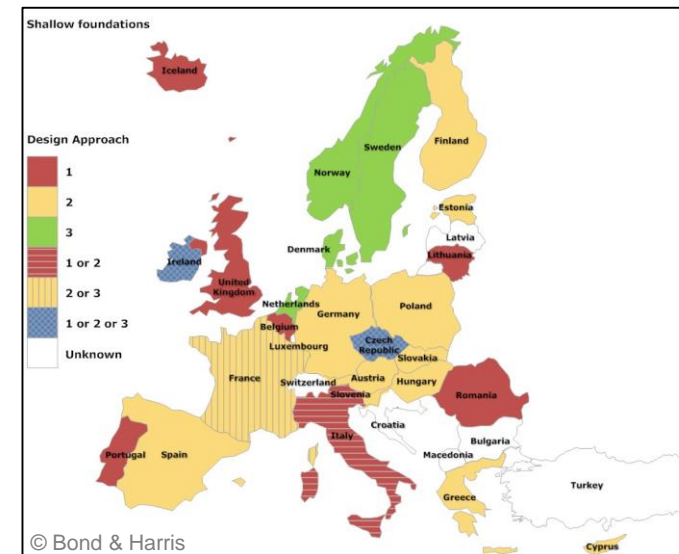 Shallow foundations
Iceland
Design Approach
1
2
3
1 or 2
2 or 3
1 or 2 or 3
Unknown
Finland
Sweden
Norway
Estonia
Latvia
Lithuania
Denmark
Ireland
United
Kingdom
Netherlands
Belgium
Germany
Poland
Luxembourg
Czech
Republic
Slovakia
France
Austria
Hungary
Switzerland
Slovenia
Romania
Croatia
Italy
Bulgaria
Portugal
Spain
Macedonia
Turkey
Greece
Cyprus
© Bond & Harris